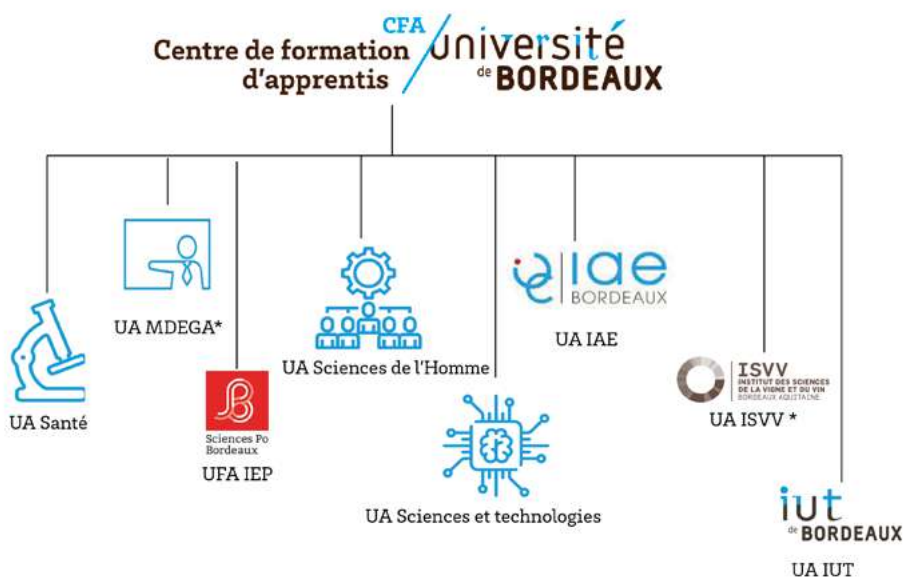 CFA
Centre de formation
d'apprentis
université
de BORDEAUX
UA Santé
UA MDEGA*
Sciences Po
Bordeaux
UFA IEP
UA Sciences de l'Homme
UA Sciences et technologies
iae
BORDEAUX
UA IAE
ISVV
INSTITUT DES SCIENCES
DE LA VIGNE ET DU VIN
BORDEAUX AQUITAINE
UA ISVV *
iut
de BORDEAUX
UA IUT